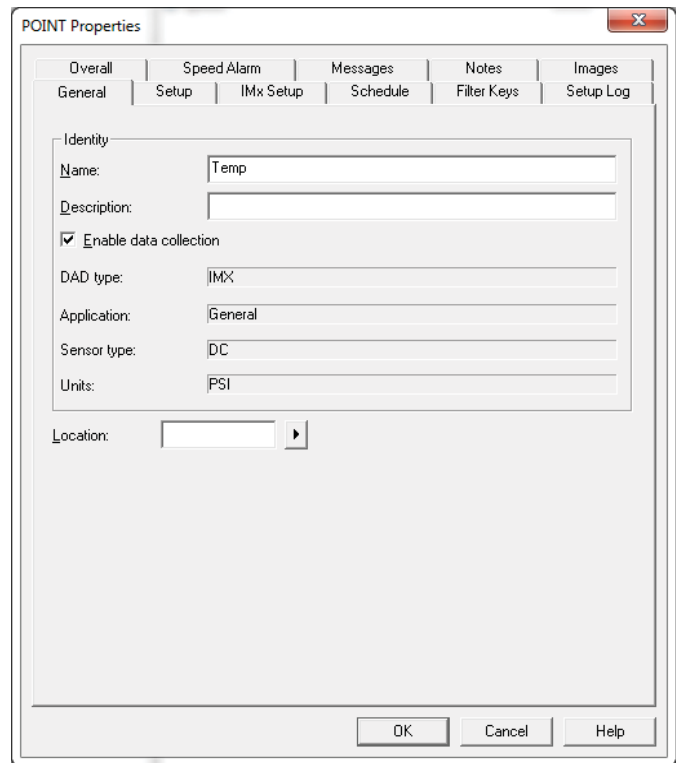 POINT Properties
Overall Speed Alarm Messages Notes Images
General Setup IMx Setup Schedule Filter Keys Setup Log
Identity
Name: Temp
Description:
Enable data collection
DAD type: IMX
Application: General
Sensor type: DC
Units: PSI
Location:
OK Cancel Help